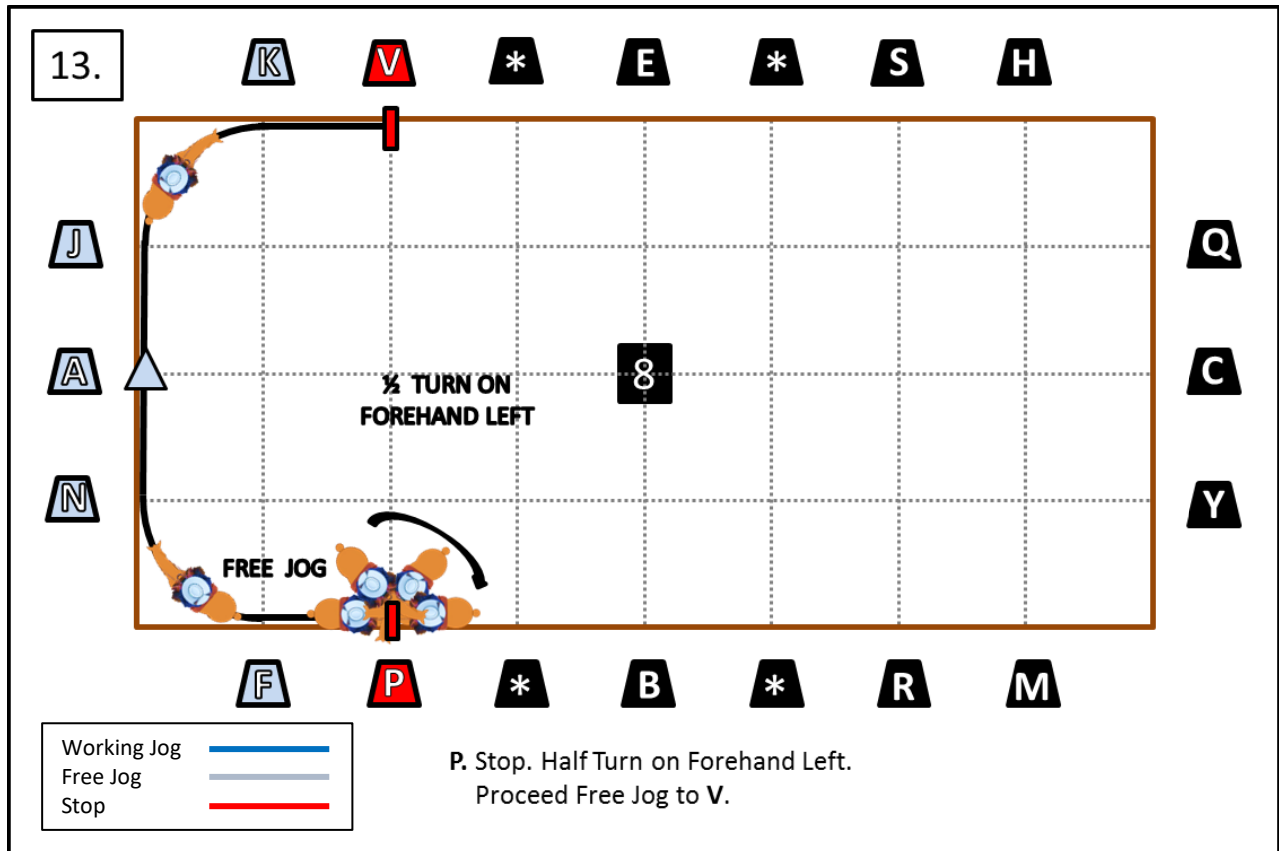 13.
K V * E * S H
J
Q
A
8
C
½ TURN ON
FOREHAND LEFT
N
Y
FREE JOG
F P * B * R M
Working Jog
Free Jog
Stop
P. Stop. Half Turn on Forehand Left.
Proceed Free Jog to V.